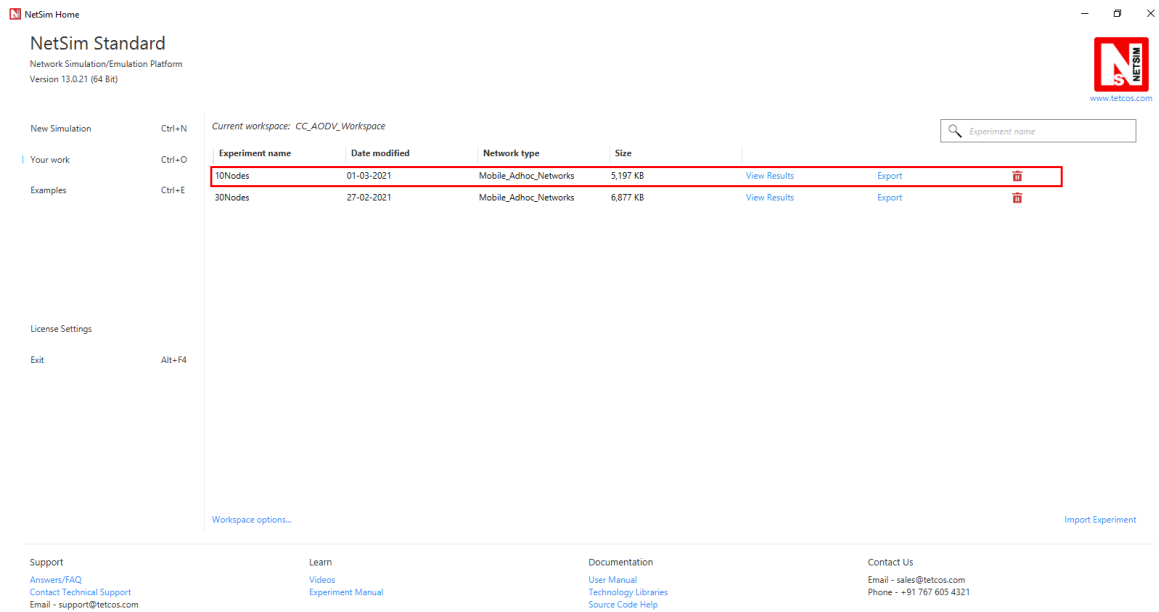 NetSim Home
NetSim Standard
Network Simulation/Emulation Platform
Version 13.0.21 (64 Bit)
NETSIM
N
S
www.tetcos.com
New Simulation Ctrl+N
Your work Ctrl+O
Examples Ctrl+E
License Settings
Exit Alt+F4
Current workspace: CC_AODV_Workspace
Experiment name
Experiment name Date modified Network type Size
10Nodes 01-03-2021 Mobile_Adhoc_Networks 5,197 KB View Results Export
30Nodes 27-02-2021 Mobile_Adhoc_Networks 6,877 KB View Results Export
Workspace options...
Import Experiment
Support
Answers/FAQ
Contact Technical Support
Email - support@tetcos.com
Learn
Videos
Experiment Manual
Documentation
User Manual
Technology Libraries
Source Code Help
Contact Us
Email - sales@tetcos.com
Phone - +91 767 605 4321